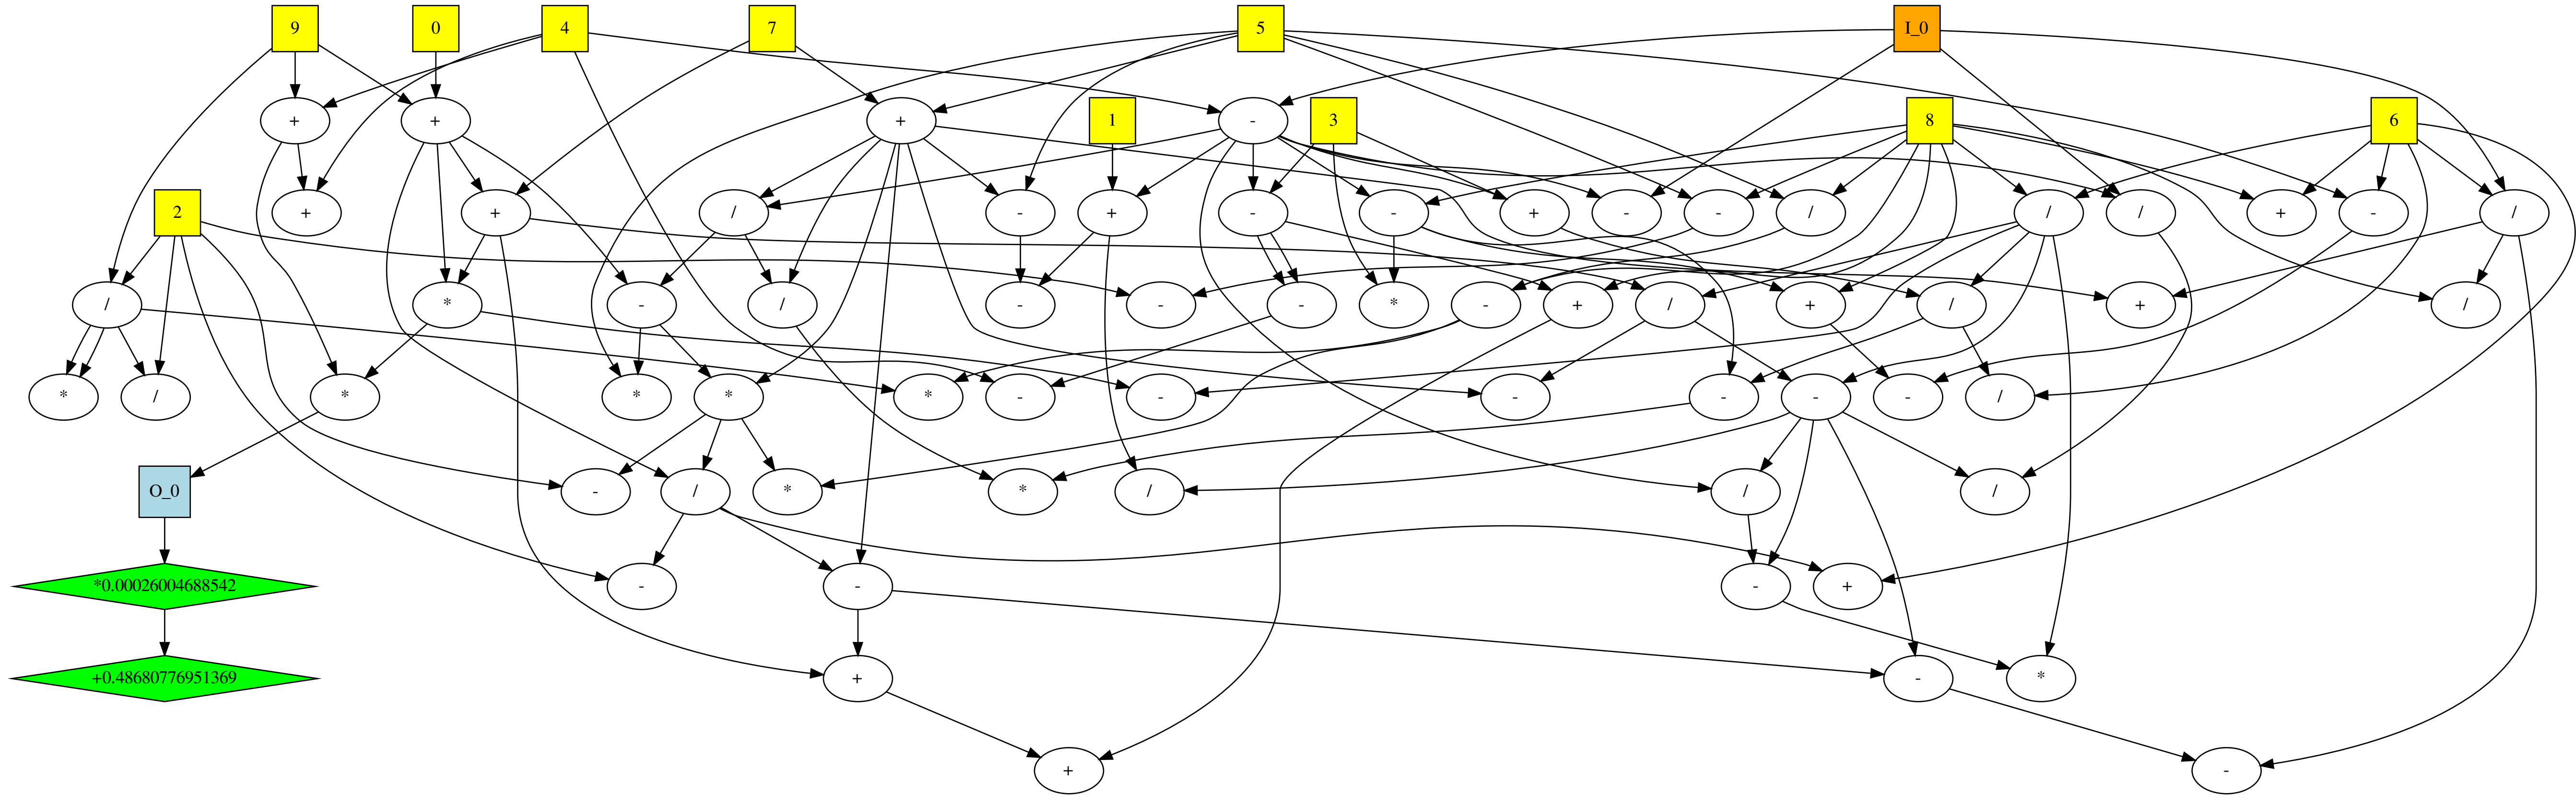 9 0 4 7 5 I_0
+ + + - 1 3 8 6
2 + + / - + - - + - - / / / + - /
/ * - / - - - * - + / + / + /
* / * * * * - - - - - - /
O_0 - / * * / / /
*0.00026004688542 - - - +
+0.48680776951369 + - *
+ -